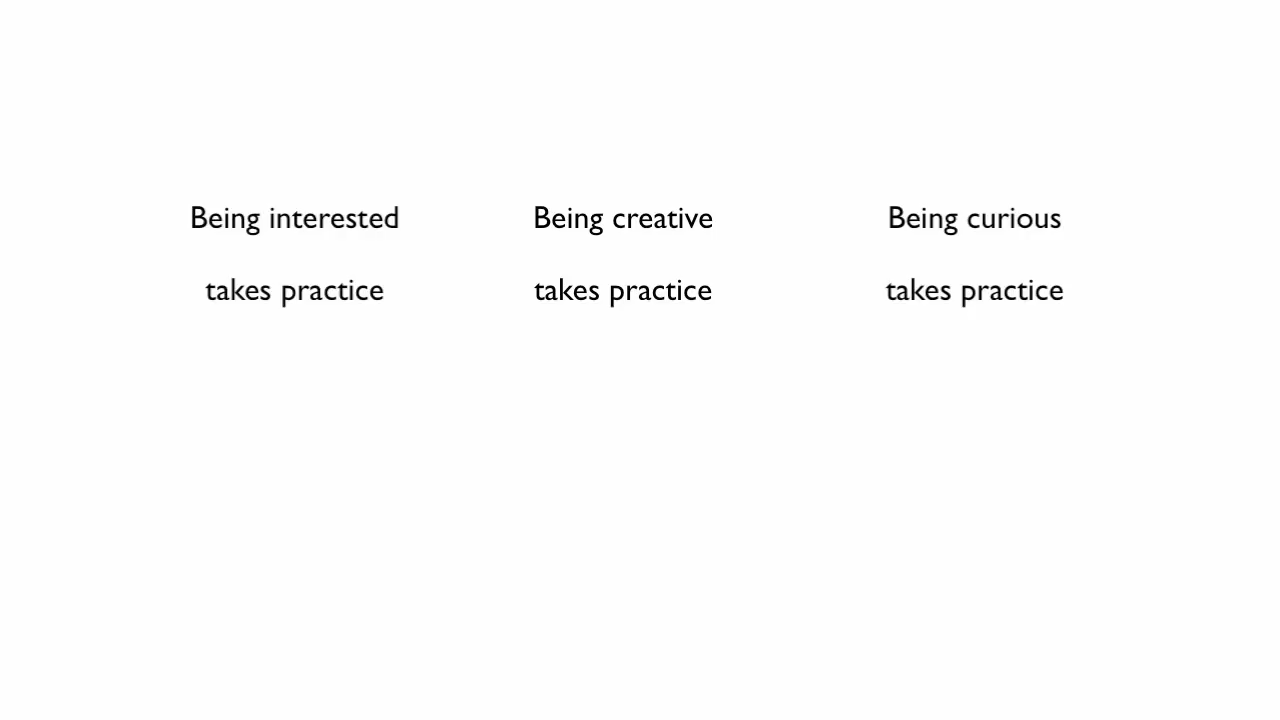 Being interested
takes practice
Being creative
takes practice
Being curious
takes practice